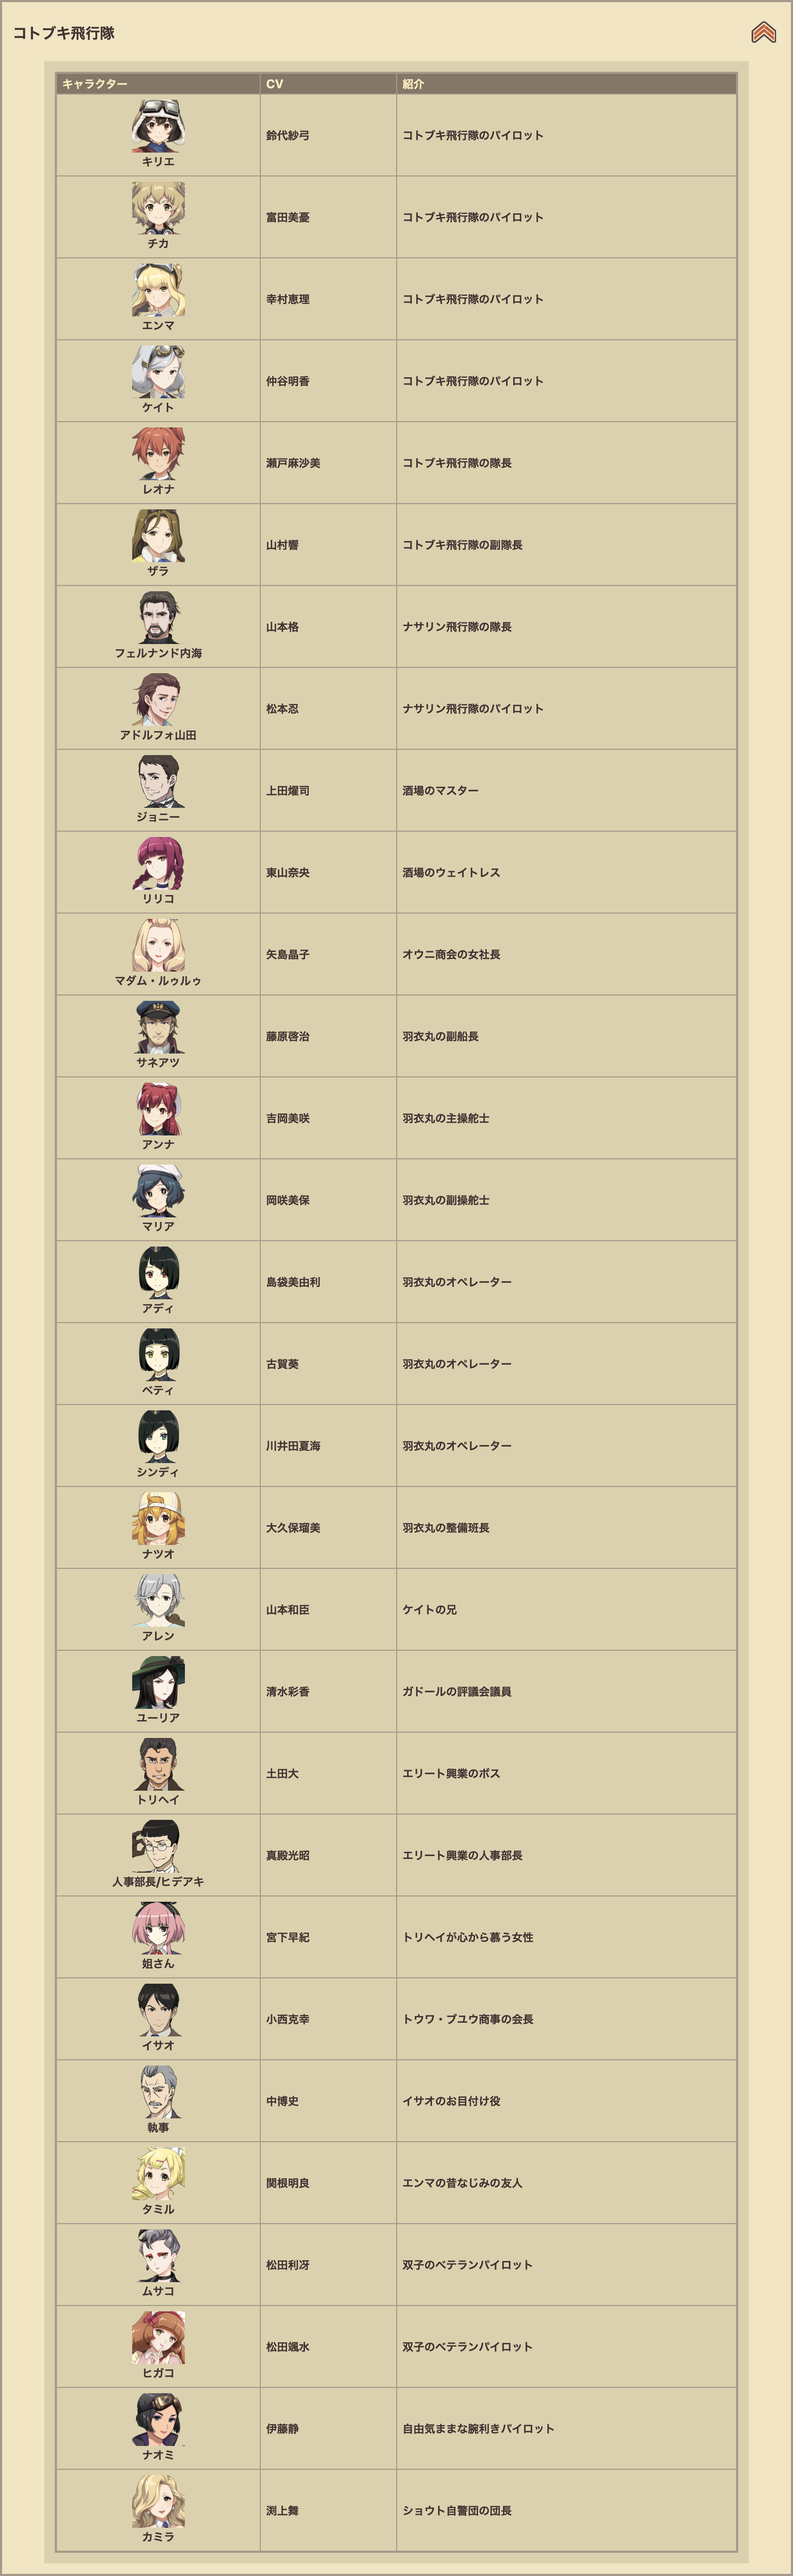 コトブキ飛行隊
キャラクター CV 紹介
キリエ 鈴代紗弓 コトブキ飛行隊のパイロット
チカ 富田美憂 コトブキ飛行隊のパイロット
エンマ 幸村恵理 コトブキ飛行隊のパイロット
ケイト 仲谷明香 コトブキ飛行隊のパイロット
レオナ 瀬戸麻沙美 コトブキ飛行隊の隊長
ザラ 山村響 コトブキ飛行隊の副隊長
フェルナンド内海 山本格 ナサリン飛行隊の隊長
アドルフォ山田 松本忍 ナサリン飛行隊のパイロット
ジョニー 上田燿司 酒場のマスター
リリコ 東山奈央 酒場のウェイトレス
マダム・ルゥルゥ 矢島晶子 オウニ商会の女社長
サネアツ 藤原啓治 羽衣丸の副船長
アンナ 吉岡美咲 羽衣丸の主操舵士
マリア 岡咲美保 羽衣丸の副操舵士
アディ 島袋美由利 羽衣丸のオペレーター
ベティ 古賀葵 羽衣丸のオペレーター
シンディ 川井田夏海 羽衣丸のオペレーター
ナツオ 大久保瑠美 羽衣丸の整備班長
アレン 山本和臣 ケイトの兄
ユーリア 清水彩香 ガドールの評議会議員
トリヘイ 土田大 エリート興業のボス
人事部長/ヒデアキ 真殿光昭 エリート興業の人事部長
姐さん 宮下早紀 トリヘイが心から慕う女性
イサオ 小西克幸 トウワ・ブユウ商事の会長
執事 中博史 イサオのお目付け役
タミル 関根明良 エンマの昔なじみの友人
ムサコ 松田利冴 双子のベテランパイロット
ヒガコ 松田颯水 双子のベテランパイロット
ナオミ 伊藤静 自由気ままな腕利きパイロット
カミラ 渕上舞 ショウト自警団の団長